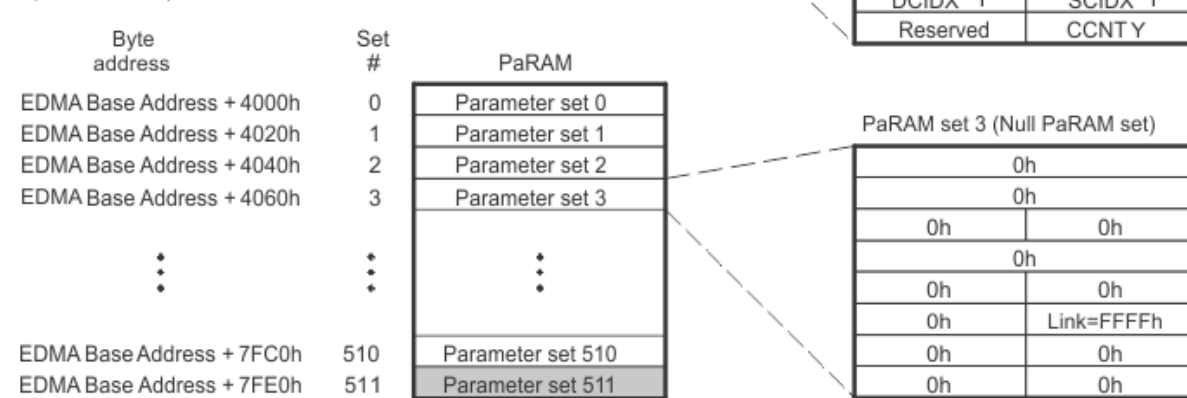 DCIDX Y SCIDX Y
Reserved CCNT Y
Byte address Set # PaRAM
EDMA Base Address + 4000h 0 Parameter set 0
EDMA Base Address + 4020h 1 Parameter set 1
EDMA Base Address + 4040h 2 Parameter set 2
EDMA Base Address + 4060h 3 Parameter set 3
EDMA Base Address + 7FC0h 510 Parameter set 510
EDMA Base Address + 7FE0h 511 Parameter set 511
PaRAM set 3 (Null PaRAM set)
0h
0h
0h 0h
0h
0h 0h
0h Link=FFFFh
0h 0h
0h 0h